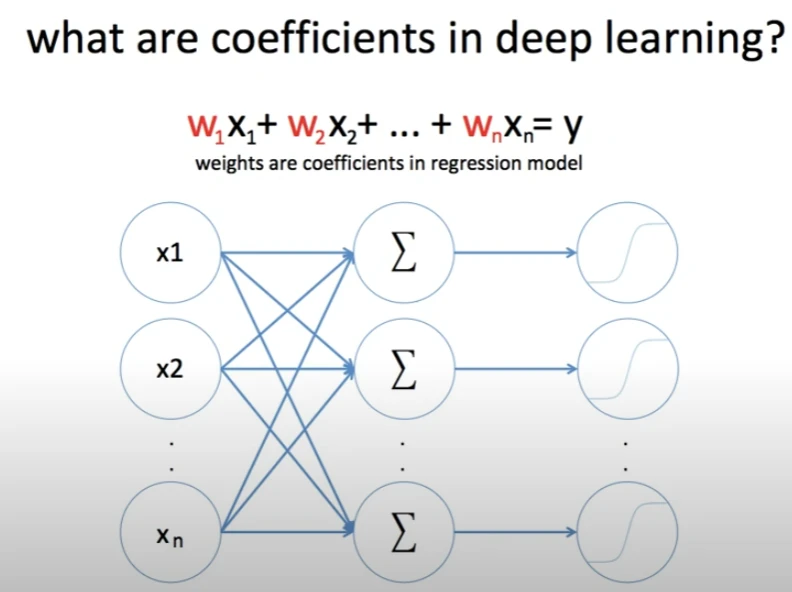 what are coefficients in deep learning?
w₁x₁+ w₂x₂+ ... + wₙxₙ= y
weights are coefficients in regression model
x1 Σ
x2 Σ
xn Σ